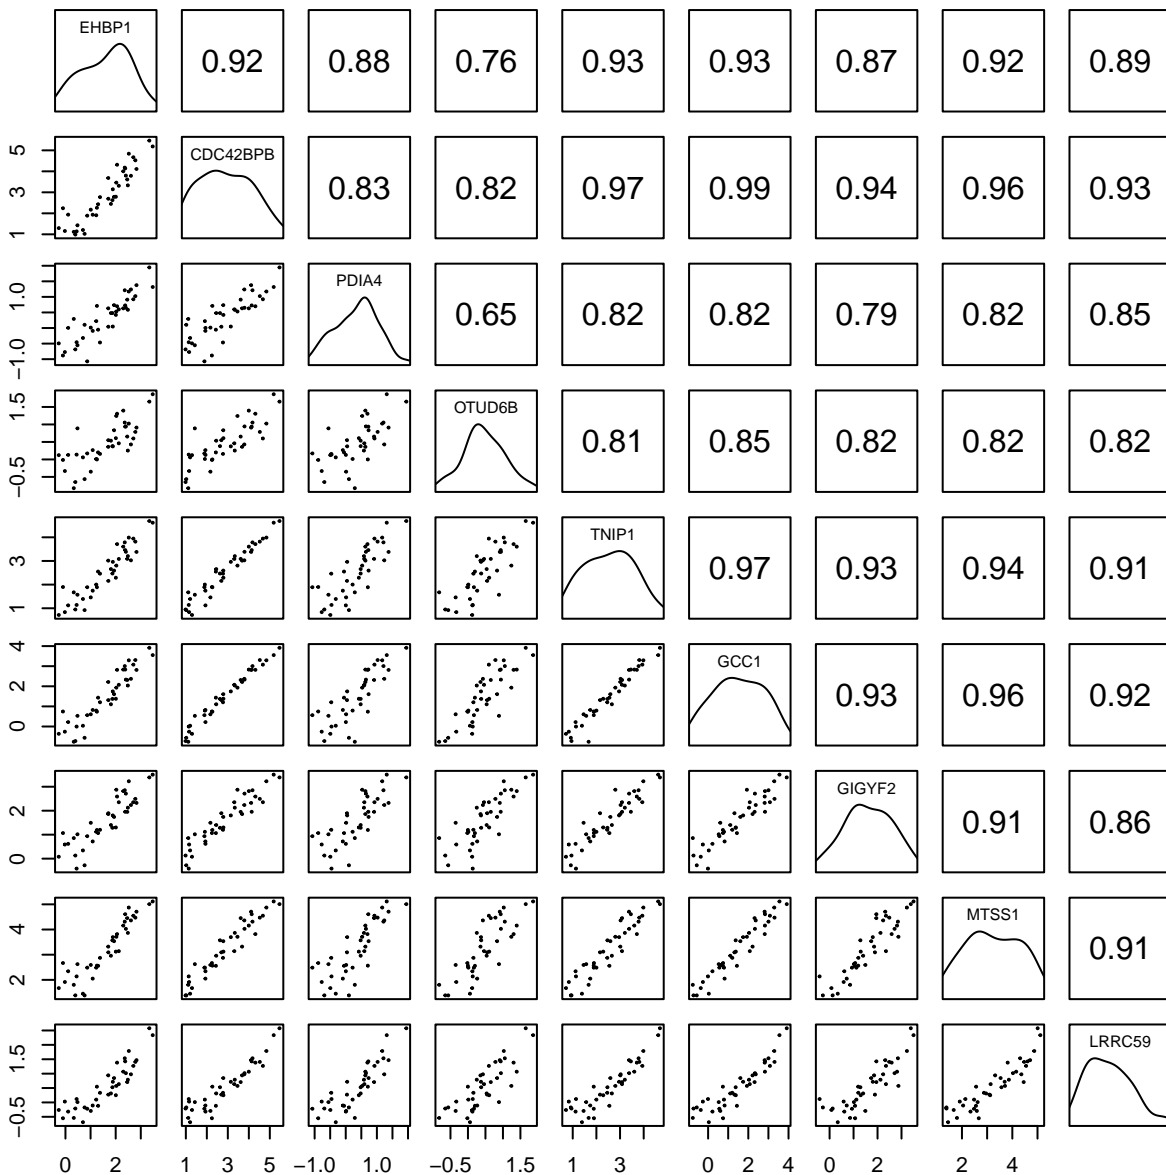 EHBP1
0.92 0.88 0.76 0.93 0.93 0.87 0.92 0.89
5
3
1
CDC42BPB
0.83 0.82 0.97 0.99 0.94 0.96 0.93
1.0
−1.0
PDIA4
0.65 0.82 0.82 0.79 0.82 0.85
1.5
−0.5
OTUD6B
0.81 0.85 0.82 0.82 0.82
3
1
TNIP1
0.97 0.93 0.94 0.91
4
2
0
GCC1
0.93 0.96 0.92
2
0
GIGYF2
0.91 0.86
4
2
MTSS1
0.91
1.5
−0.5
LRRC59
0 2 1 3 5 −1.0 1.0 −0.5 1.5 1 3 0 2 4 0 2 2 4 −0.5 1.5